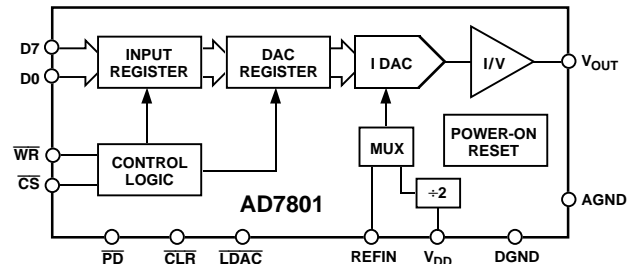 D7
D0
INPUT
REGISTER
DAC
REGISTER
I DAC
I/V
VOUT
MUX
POWER-ON
RESET
WR
CS
CONTROL
LOGIC
÷2
AD7801
AGND
PD
CLR
LDAC
REFIN
VDD
DGND